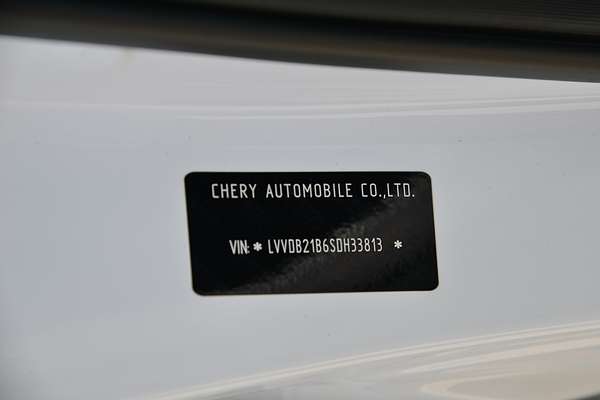 CHERY AUTOMOBILE CO.,LTD.
VIN:* LVVDB21B6SDH33813 *